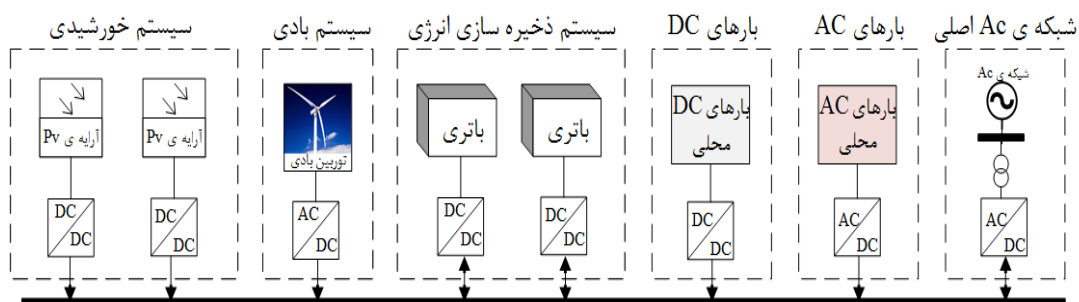 شبکه ی Ac اصلی
بارهای AC
بارهای DC
سیستم ذخیره سازی انرژی
سیستم بادی
سیستم خورشیدی
شبکه ی Ac
بارهای AC
محلی
بارهای DC
محلی
باتری
باتری
توربین بادی
آرایه ی Pv
آرایه ی Pv
AC
DC
AC
DC
DC
DC
DC
DC
DC
DC
AC
DC
DC
DC
DC
DC